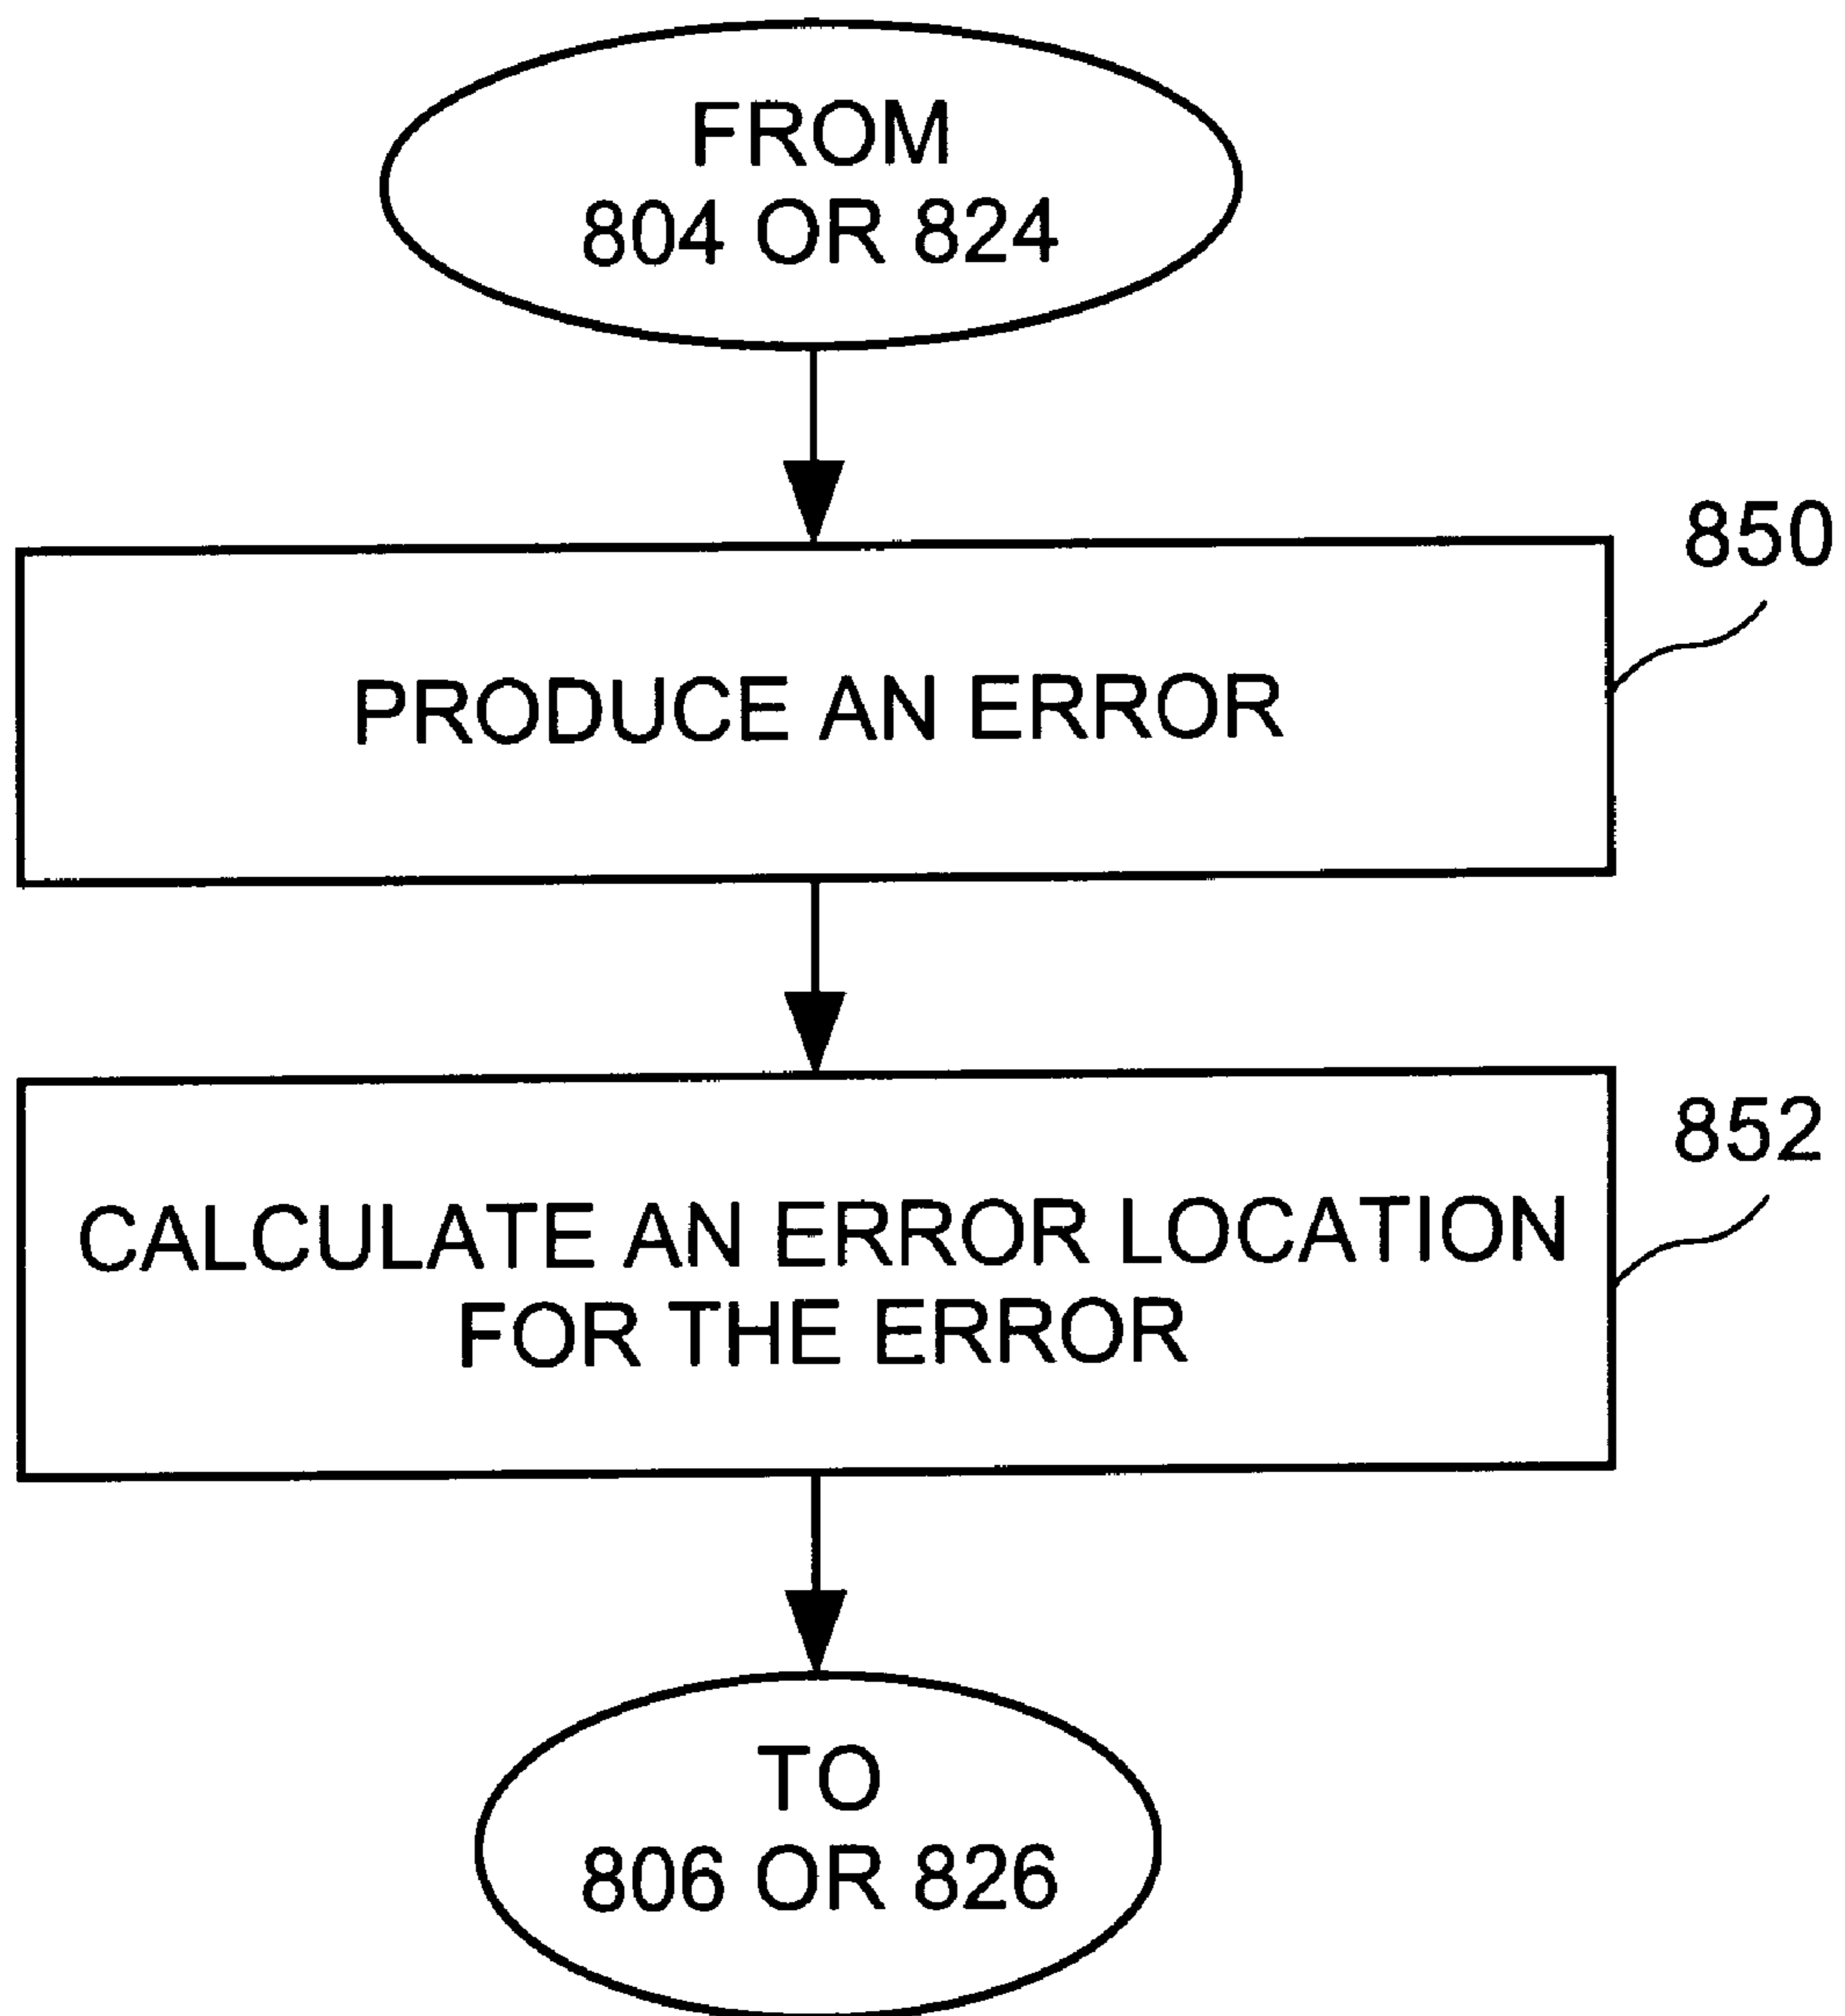 FROM
804 OR 824
850
PRODUCE AN ERROR
852
CALCULATE AN ERROR LOCATION
FOR THE ERROR
TO
806 OR 826